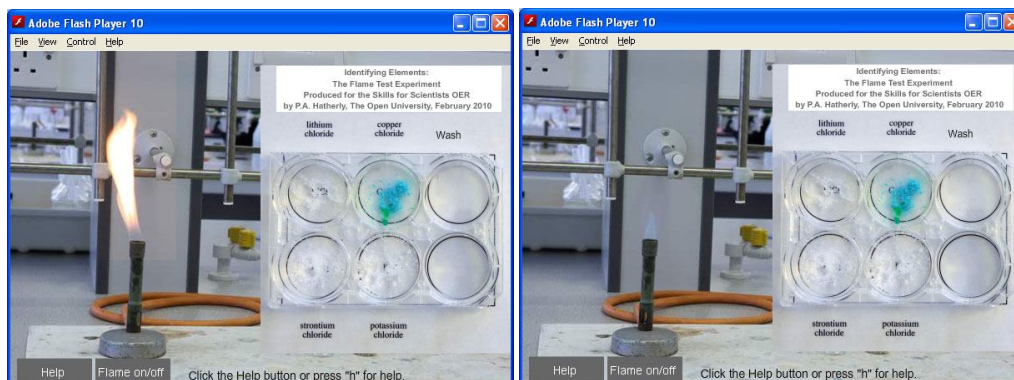 Adobe Flash Player 10
File View Control Help
Identifying Elements:
The Flame Test Experiment
Produced for the Skills for Scientists OER
by P.A. Hatherly, The Open University, February 2010
lithium
chloride
copper
chloride
Wash
strontium
chloride
potassium
chloride
Help
Flame on/off
Click the Help button or press "h" for help.
Adobe Flash Player 10
File View Control Help
Identifying Elements:
The Flame Test Experiment
Produced for the Skills for Scientists OER
by P.A. Hatherly, The Open University, February 2010
lithium
chloride
copper
chloride
Wash
strontium
chloride
potassium
chloride
Help
Flame on/off
Click the Help button or press "h" for help.